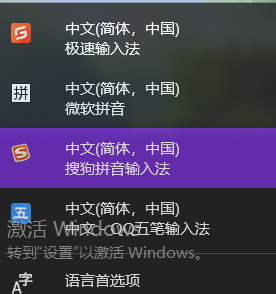 中文(简体，中国)
极速输入法
拼
中文(简体，中国)
微软拼音
中文(简体，中国)
搜狗拼音输入法
五
中文(简体，中国)
中文 - QQ五笔输入法
激活 Windows
转到“设置”以激活 Windows。
A字
语言首选项